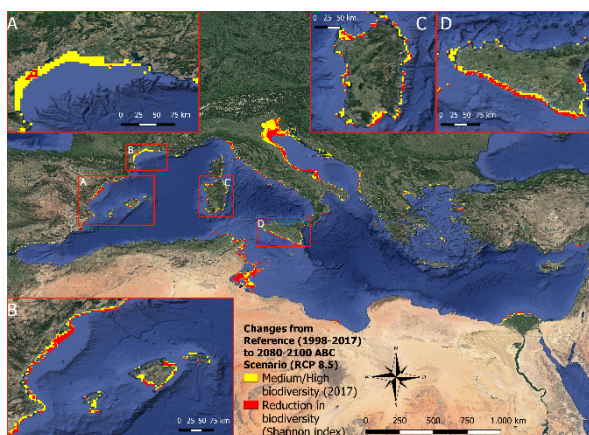 A
0 25 50 75 km
0 25 50 km
C
D
0 25 50 75 km
B
A
C
D
B
0 25 50 75 km
Changes from
Reference (1998-2017)
to 2080-2100 ABC
Scenario (RCP 8.5)
Medium/High
biodiversity (2017)
Reduction in
biodiversity
(Shannon index)
N
S
0 250 500 750 1.000 km